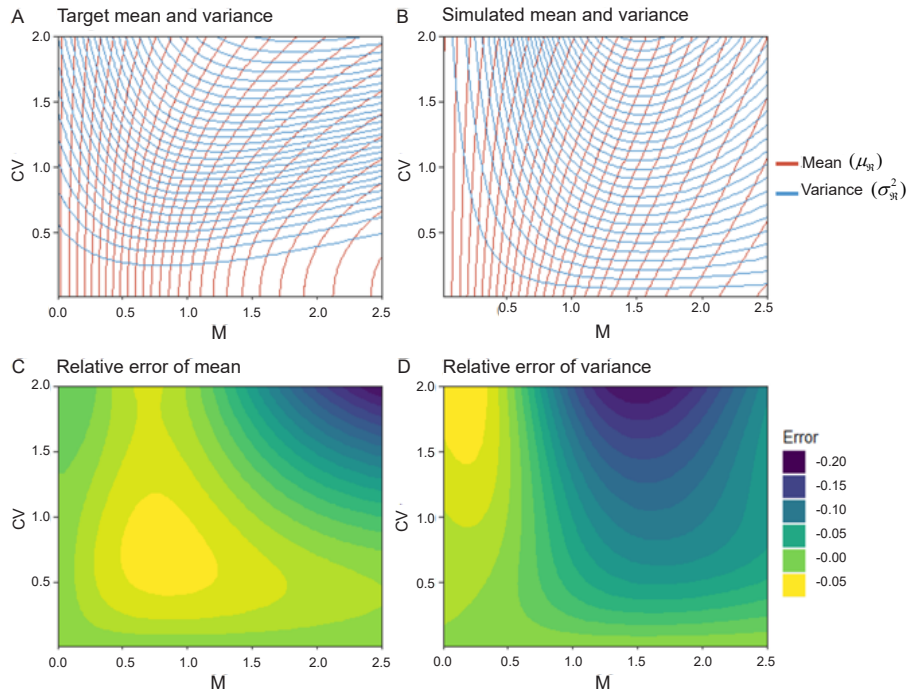 A Target mean and variance
B Simulated mean and variance
2.0
1.5
1.0
0.5
CV
0.0 0.5 1.0 1.5 2.0 2.5
M
2.0
1.5
1.0
0.5
CV
0.5 1.0 1.5 2.0 2.5
M
Mean (μ_ℜ)
Variance (σ²_ℜ)
C Relative error of mean
D Relative error of variance
2.0
1.5
1.0
0.5
CV
0.0 0.5 1.0 1.5 2.0 2.5
M
2.0
1.5
1.0
0.5
CV
0.0 0.5 1.0 1.5 2.0 2.5
M
Error
-0.20
-0.15
-0.10
-0.05
-0.00
-0.05